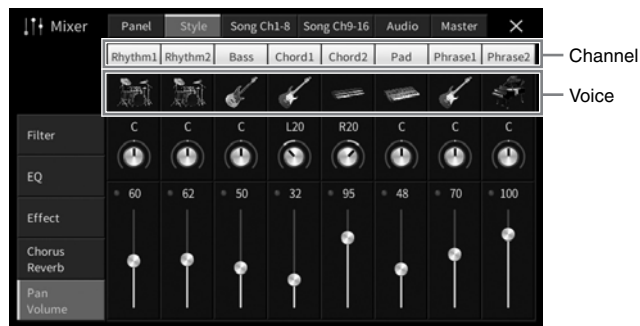 Mixer Panel Style Song Ch1-8 Song Ch9-16 Audio Master ×
Rhythm1 Rhythm2 Bass Chord1 Chord2 Pad Phrase1 Phrase2 Channel
Voice
Filter C C C L20 R20 C C C
EQ
60 62 50 32 95 48 70 100
Effect
Chorus
Reverb
Pan
Volume